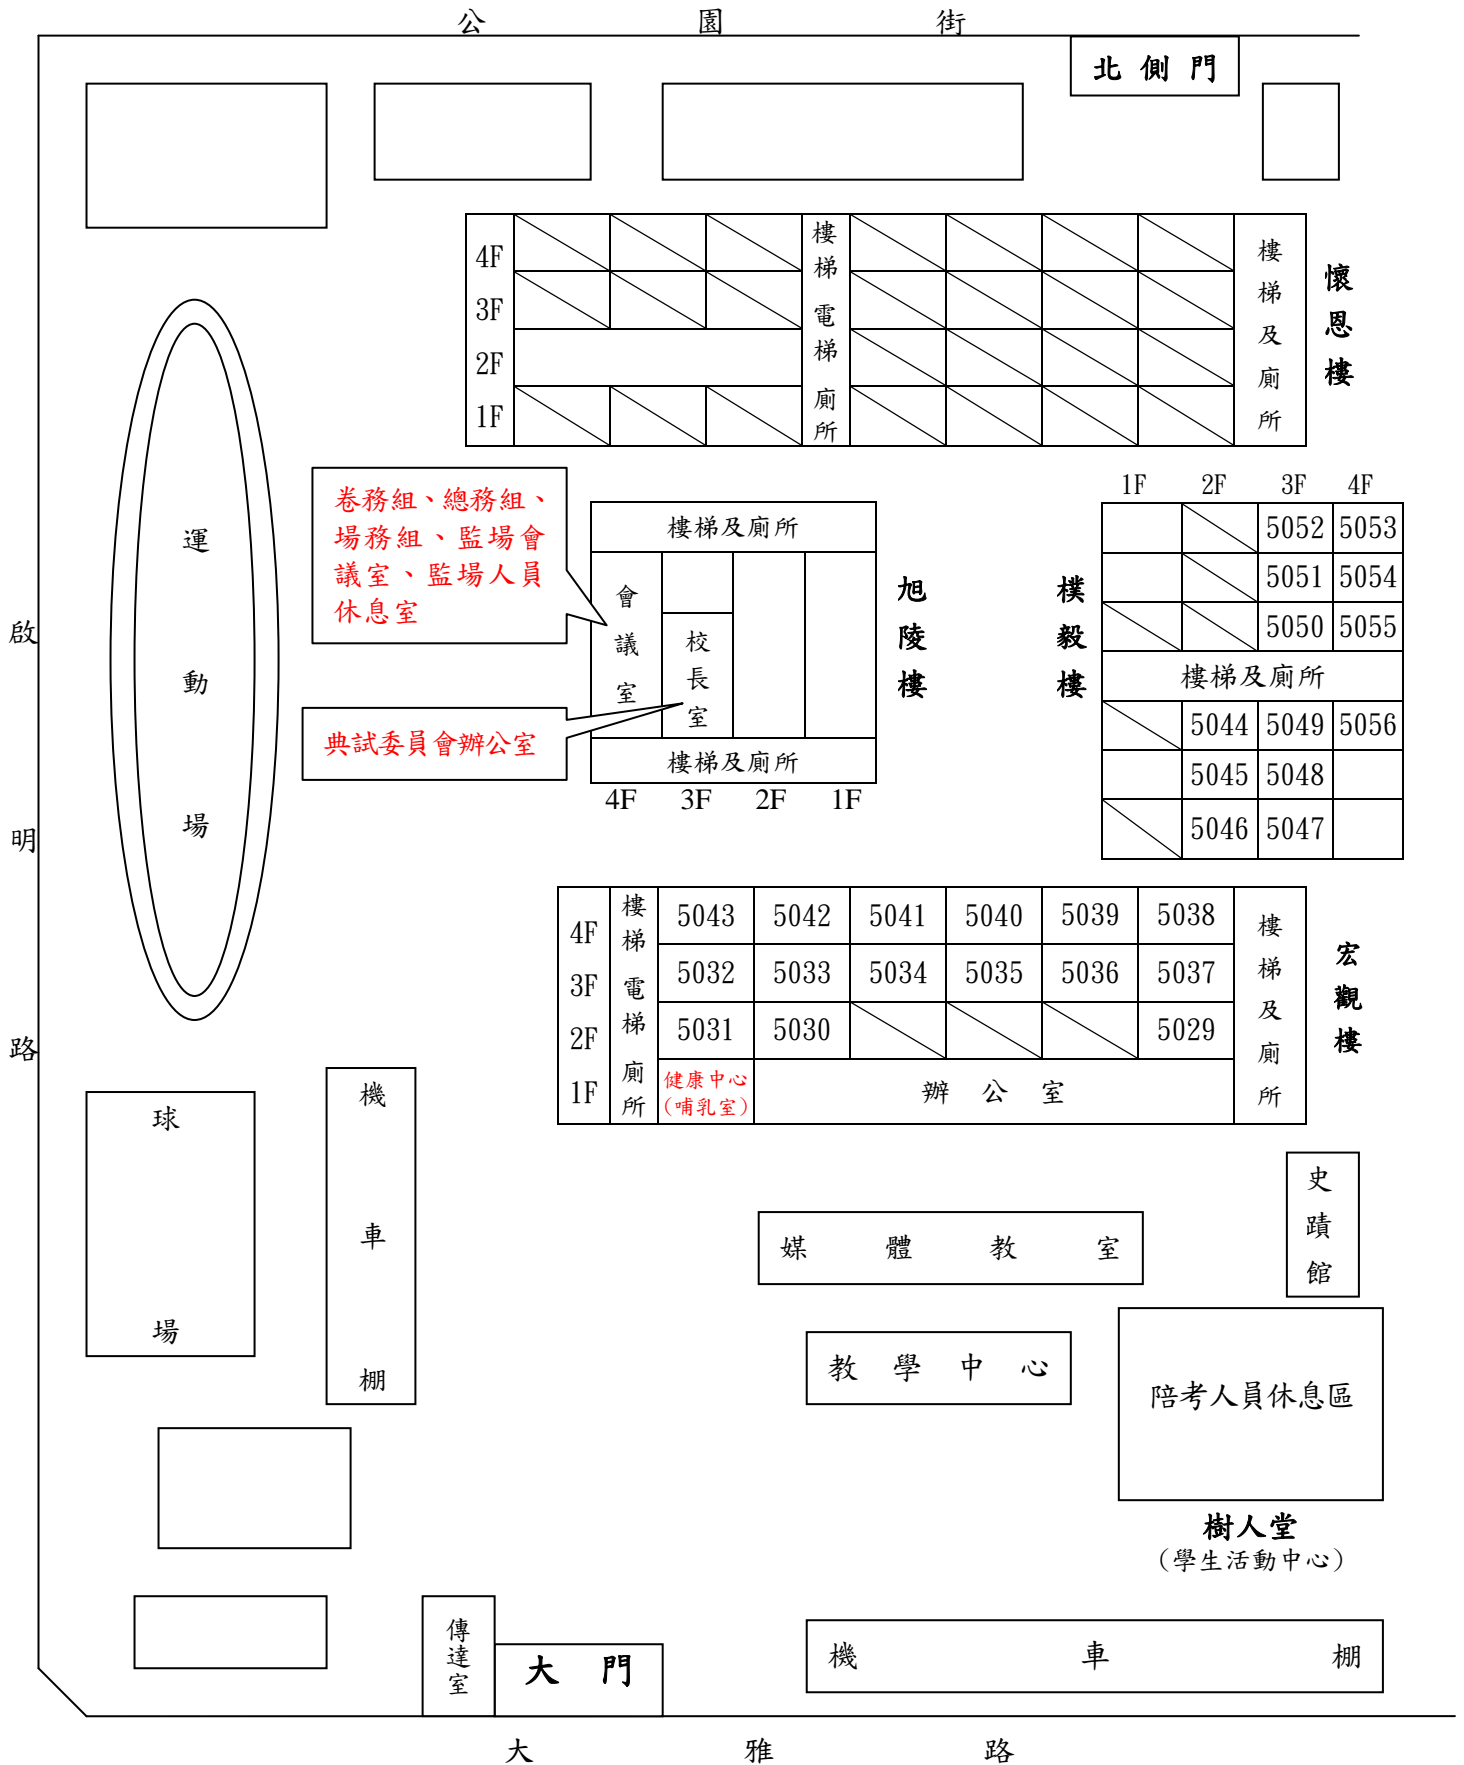 公園街
北側門
4F
3F
2F
1F
樓梯電梯廁所
樓梯及廁所
懷恩樓
卷務組、總務組、
場務組、監場會
議室、監場人員
休息室
典試委員會辦公室
樓梯及廁所
會議室
校長室
樓梯及廁所
4F 3F 2F 1F
旭陵樓
樸毅樓
1F 2F 3F 4F
5052 5053
5051 5054
5050 5055
樓梯及廁所
5044 5049 5056
5045 5048
5046 5047
運動場
啟明路
4F
3F
2F
1F
樓梯電梯廁所
5043 5042 5041 5040 5039 5038
5032 5033 5034 5035 5036 5037
5031 5030 5029
健康中心
(哺乳室)
辦公室
樓梯及廁所
宏觀樓
球場
機車棚
史蹟館
媒體教室
教學中心
陪考人員休息區
樹人堂
(學生活動中心)
傳達室
大門
機車棚
大雅路